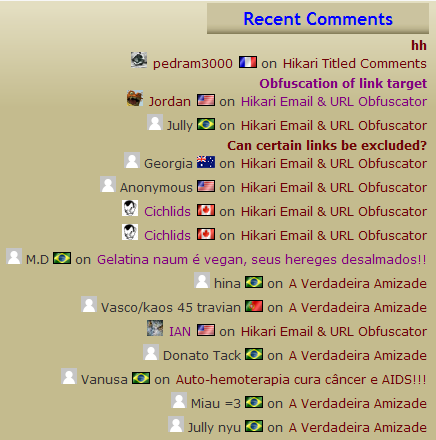 Recent Comments
hh
pedram3000 on Hikari Titled Comments
Obfuscation of link target
Jordan on Hikari Email & URL Obfuscator
Jully on Hikari Email & URL Obfuscator
Can certain links be excluded?
Georgia on Hikari Email & URL Obfuscator
Anonymous on Hikari Email & URL Obfuscator
Cichlids on Hikari Email & URL Obfuscator
Cichlids on Hikari Email & URL Obfuscator
M.D on Gelatina naum é vegan, seus hereges desalmados!!
hina on A Verdadeira Amizade
Vasco/kaos 45 travian on A Verdadeira Amizade
IAN on Hikari Email & URL Obfuscator
Donato Tack on A Verdadeira Amizade
Vanusa on Auto-hemoterapia cura câncer e AIDS!!!
Miau =3 on A Verdadeira Amizade
Jully nyu on A Verdadeira Amizade